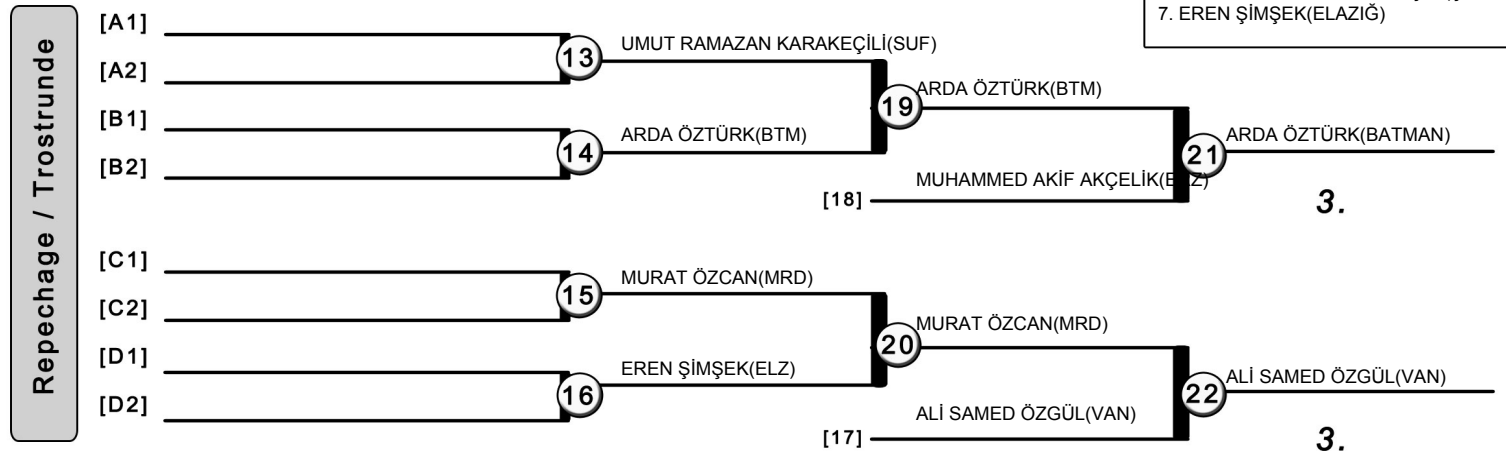 7. EREN ŞİMŞEK(ELAZIĞ)
Repechage / Trostrunde
[A1]
[A2]
13
UMUT RAMAZAN KARAKEÇİLİ(SUF)
[B1]
[B2]
14
ARDA ÖZTÜRK(BTM)
19
ARDA ÖZTÜRK(BTM)
[18]
MUHAMMED AKİF AKÇELİK(ELZ)
21
ARDA ÖZTÜRK(BATMAN)
3.
[C1]
[C2]
15
MURAT ÖZCAN(MRD)
[D1]
[D2]
16
EREN ŞİMŞEK(ELZ)
20
MURAT ÖZCAN(MRD)
[17]
ALİ SAMED ÖZGÜL(VAN)
22
ALİ SAMED ÖZGÜL(VAN)
3.